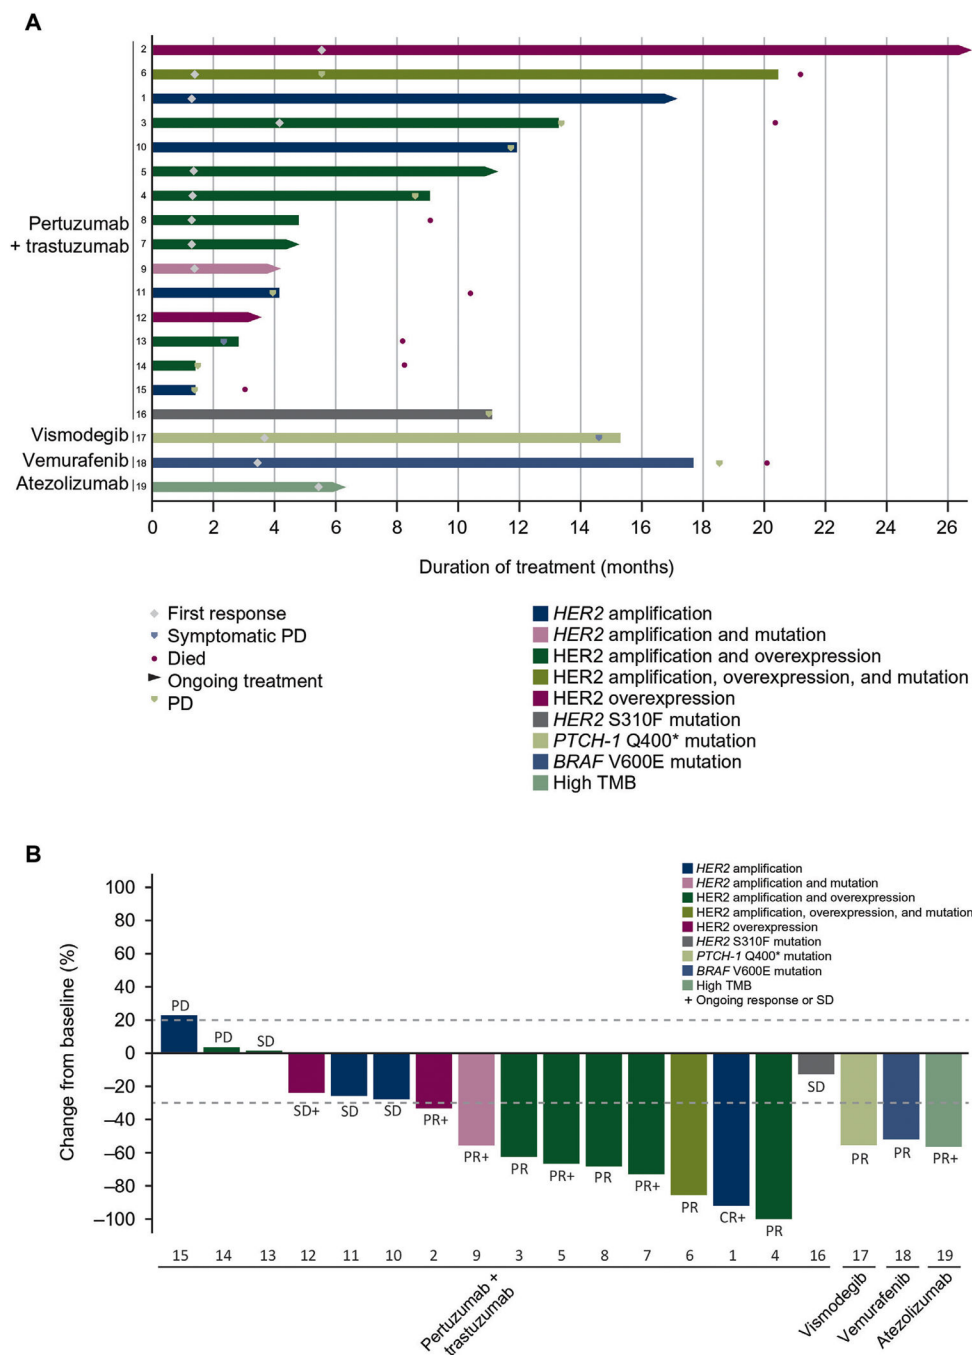 A
2
6
1
3
10
5
4
8
7
9
11
12
13
14
15
16
17
18
19
Pertuzumab
+ trastuzumab
Vismodegib
Vemurafenib
Atezolizumab
0 2 4 6 8 10 12 14 16 18 20 22 24 26
Duration of treatment (months)
First response
Symptomatic PD
Died
Ongoing treatment
PD
HER2 amplification
HER2 amplification and mutation
HER2 amplification and overexpression
HER2 amplification, overexpression, and mutation
HER2 overexpression
HER2 S310F mutation
PTCH-1 Q400* mutation
BRAF V600E mutation
High TMB
B
HER2 amplification
HER2 amplification and mutation
HER2 amplification and overexpression
HER2 amplification, overexpression, and mutation
HER2 overexpression
HER2 S310F mutation
PTCH-1 Q400* mutation
BRAF V600E mutation
High TMB
+ Ongoing response or SD
Change from baseline (%)
100
80
60
40
20
0
–20
–40
–60
–80
–100
PD
PD
SD
SD+
SD
SD
PR+
PR+
PR
PR+
PR
PR+
PR
CR+
PR
SD
PR
PR
PR+
15 14 13 12 11 10 2 9 3 5 8 7 6 1 4 16 17 18 19
Pertuzumab +
trastuzumab
Vismodegib
Vemurafenib
Atezolizumab